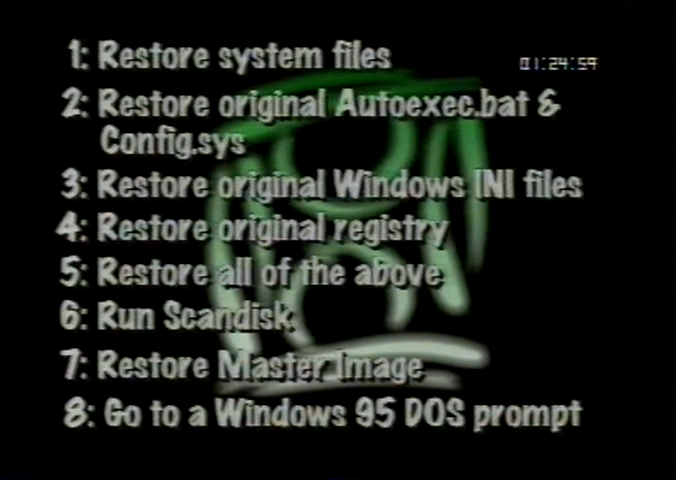 1: Restore system files
01:24:59
2: Restore original Autoexec.bat &
Config.sys
3: Restore original Windows INI files
4: Restore original registry
5: Restore all of the above
6: Run Scandisk
7: Restore Master Image
8: Go to a Windows 95 DOS prompt